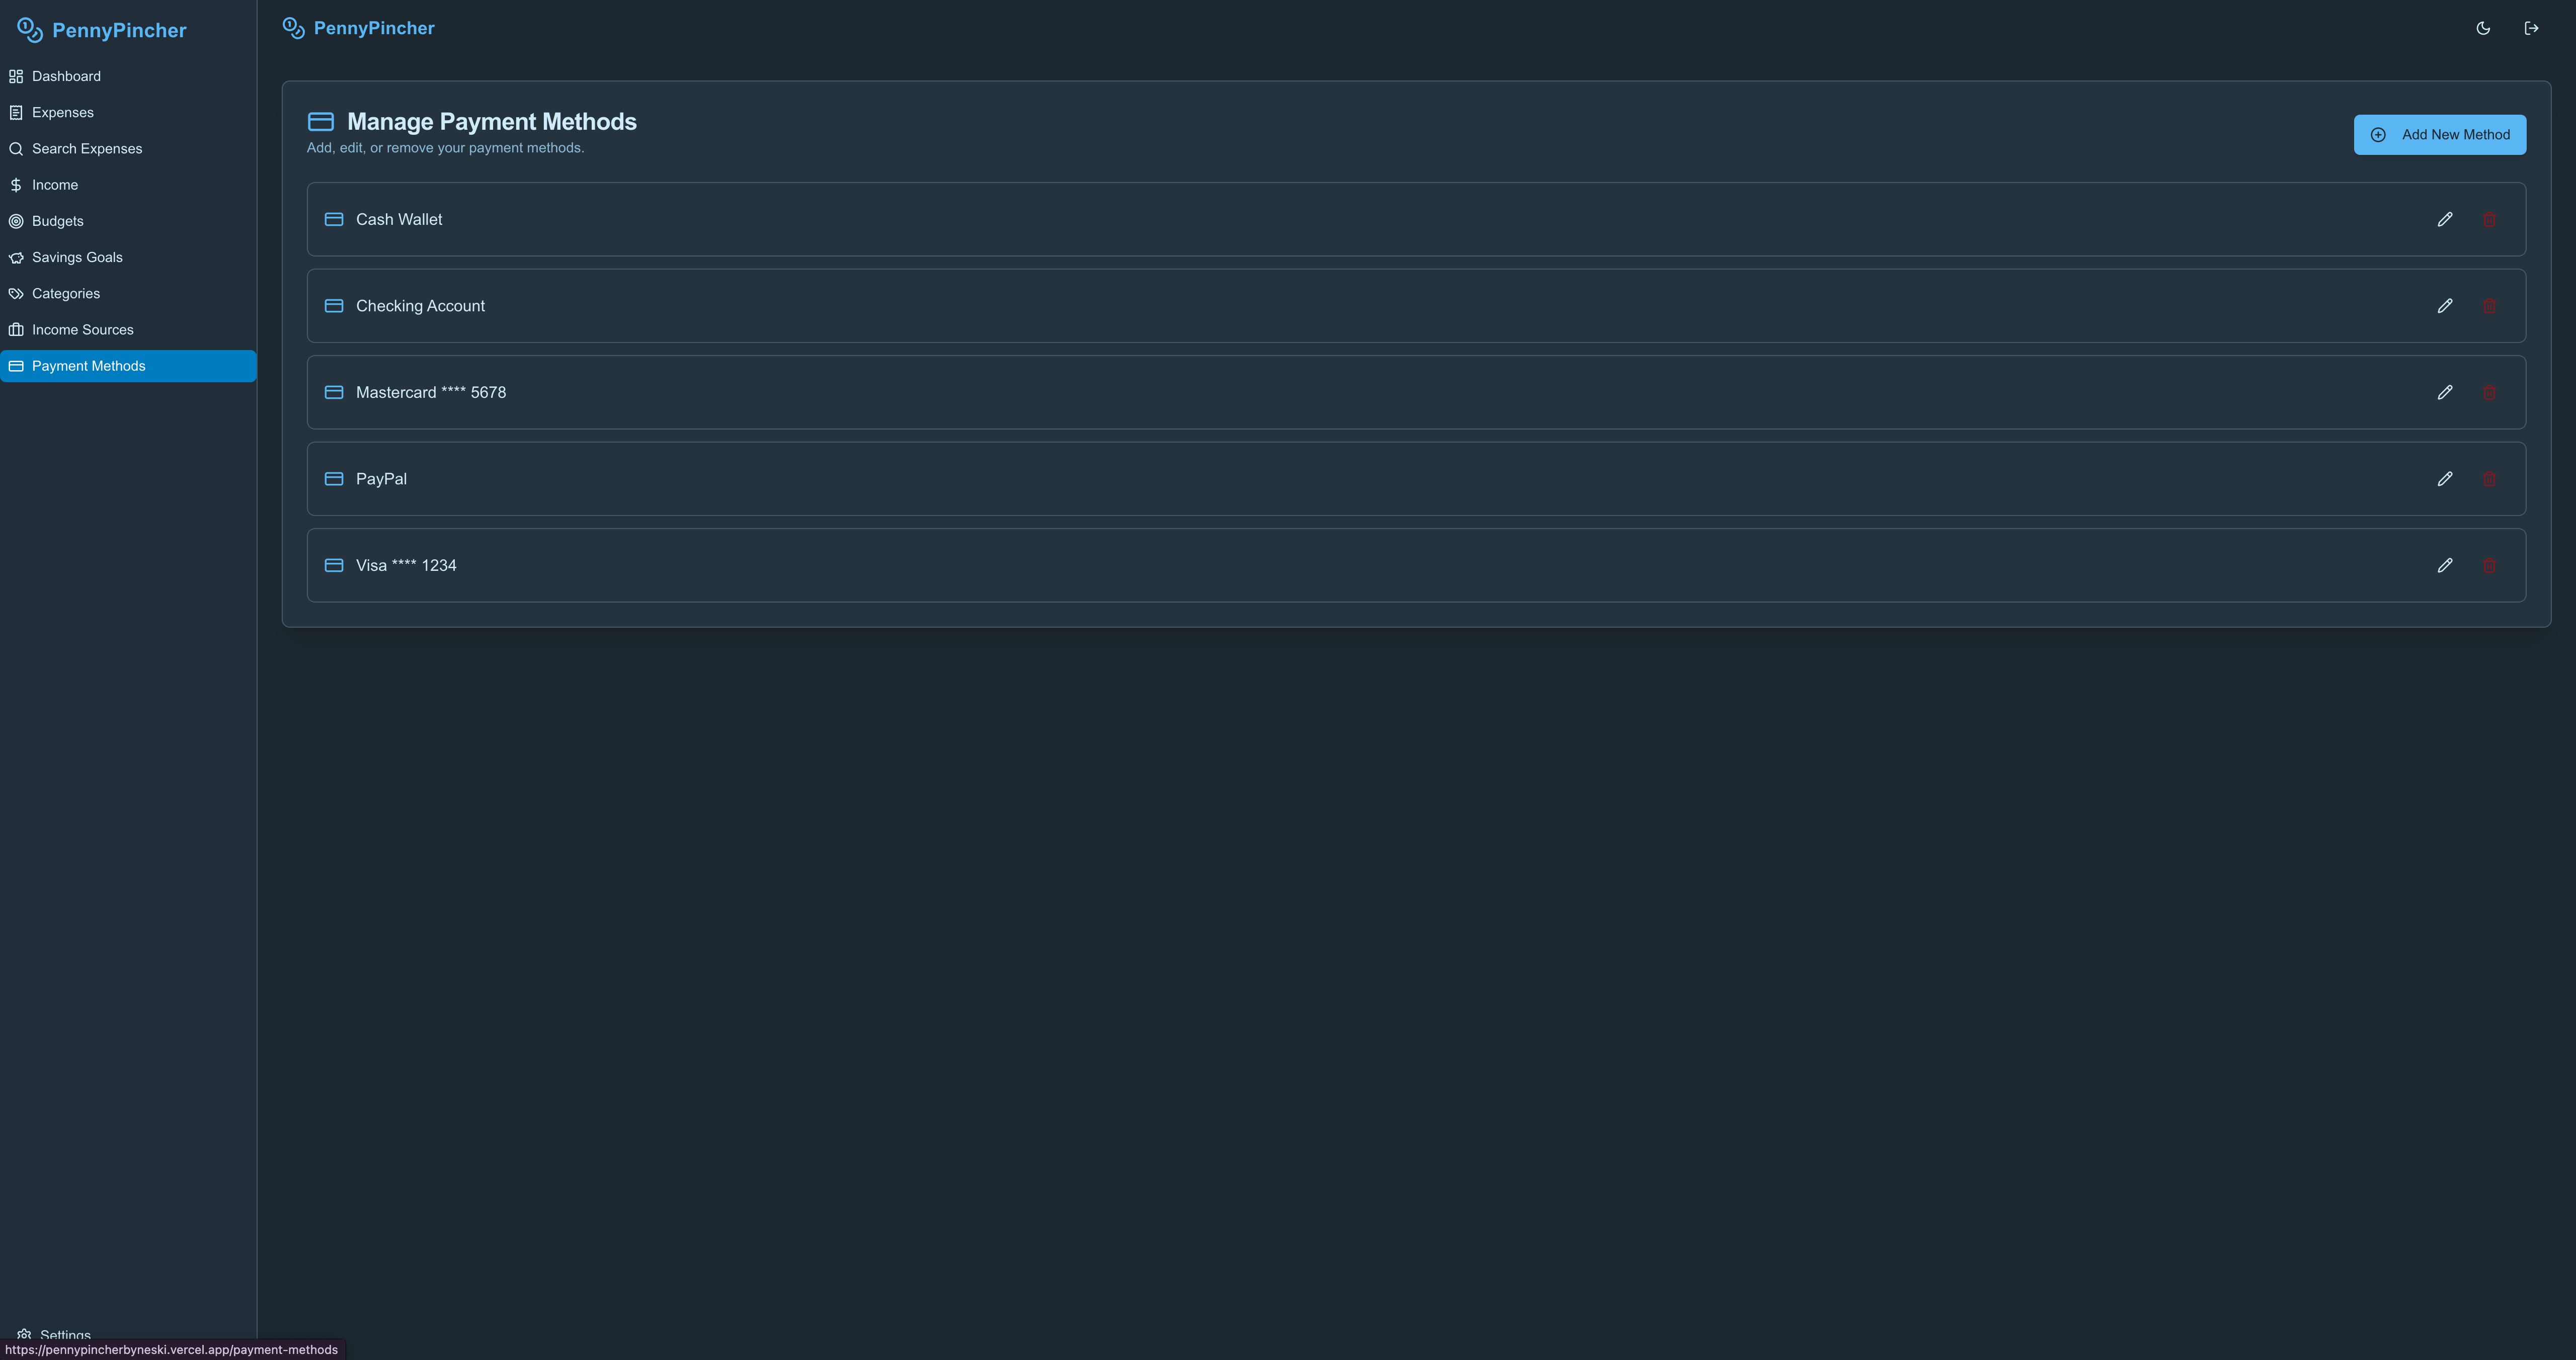 PennyPincher
Dashboard
Expenses
Search Expenses
Income
Budgets
Savings Goals
Categories
Income Sources
Payment Methods
Settings
https://pennypincherbyneski.vercel.app/payment-methods
PennyPincher
Manage Payment Methods
Add, edit, or remove your payment methods.
Add New Method
Cash Wallet
Checking Account
Mastercard **** 5678
PayPal
Visa **** 1234